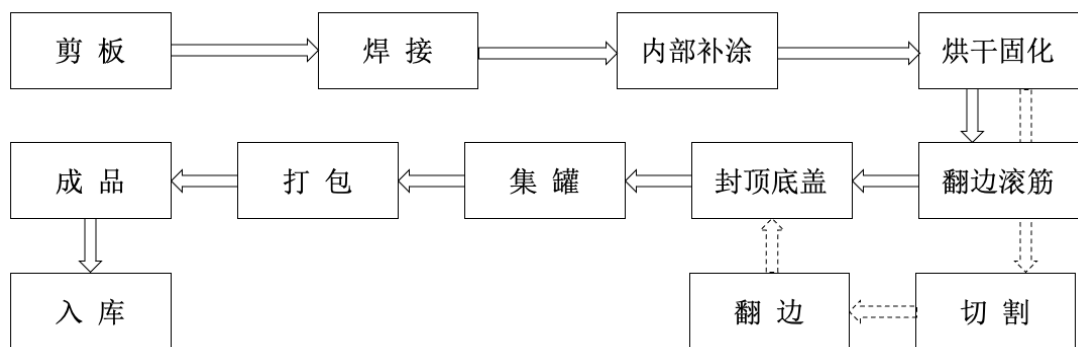 剪 板
焊 接
内部补涂
烘干固化
成 品
打 包
集 罐
封顶底盖
翻边滚筋
入 库
翻 边
切 割